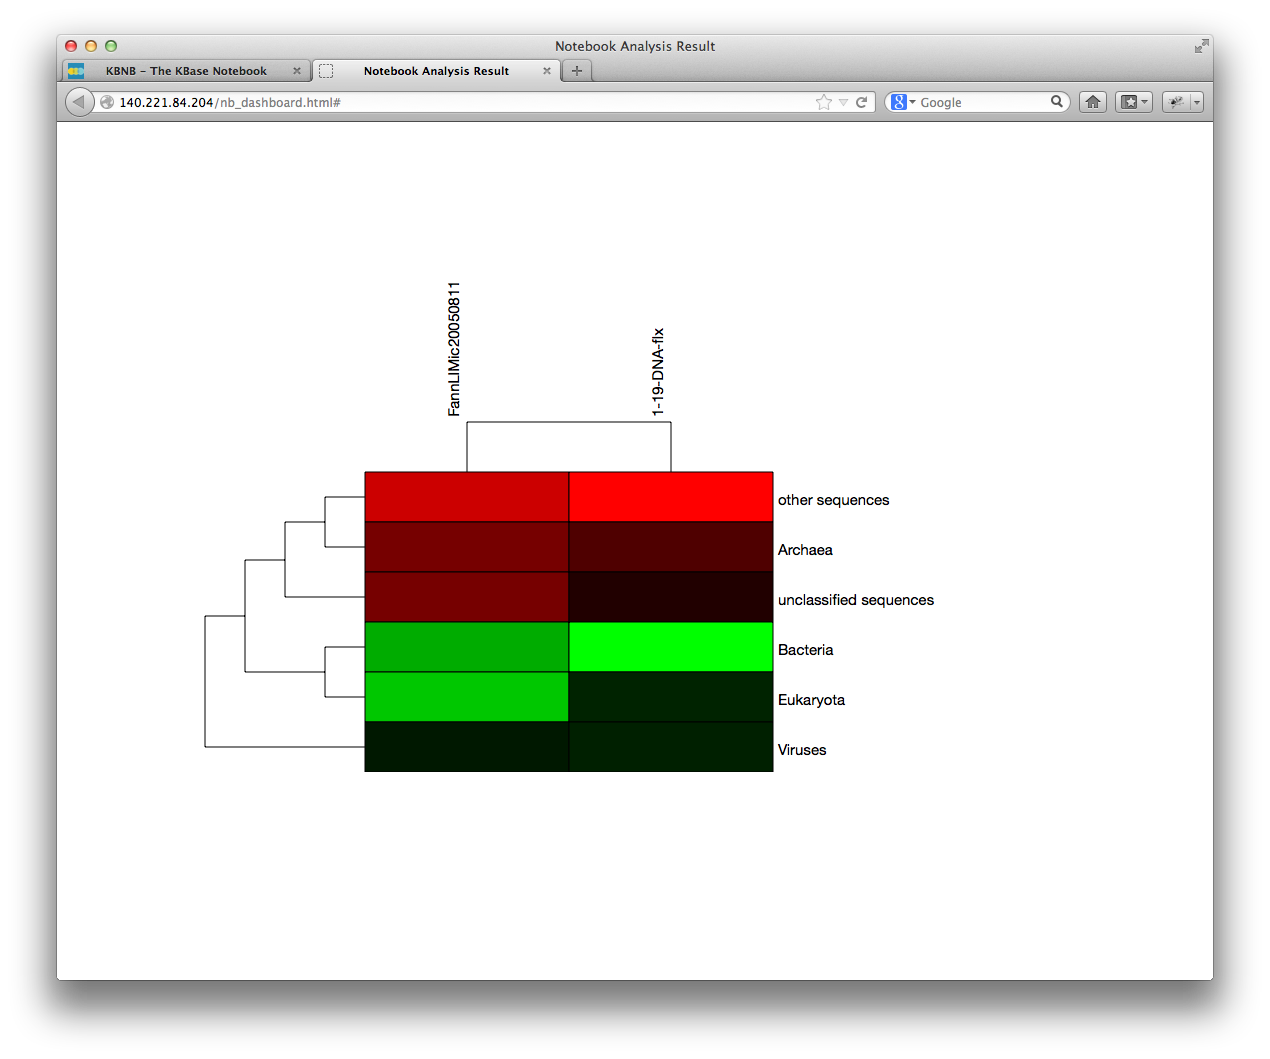 Notebook Analysis Result
KBNB – The KBase Notebook
Notebook Analysis Result
140.221.84.204/nb_dashboard.html#
Google
FannLIMic20050811
1-19-DNA-flx
other sequences
Archaea
unclassified sequences
Bacteria
Eukaryota
Viruses